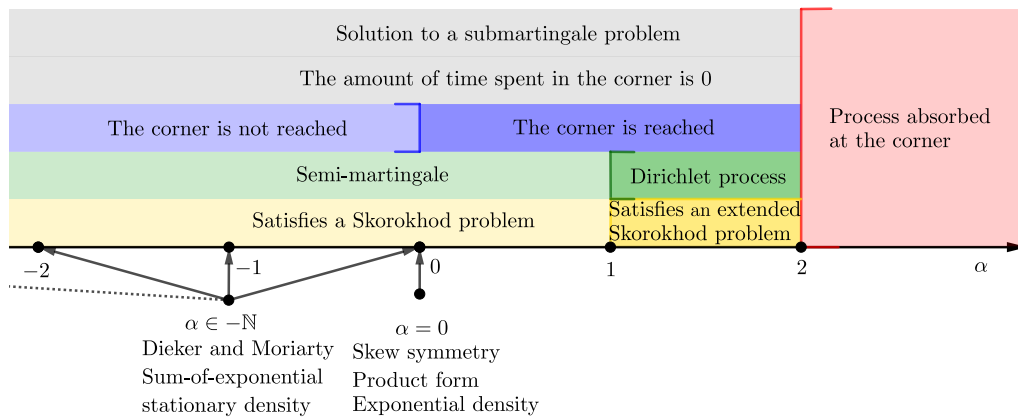 Solution to a submartingale problem
The amount of time spent in the corner is 0
The corner is not reached
The corner is reached
Process absorbed
at the corner
Semi-martingale
Dirichlet process
Satisfies a Skorokhod problem
Satisfies an extended
Skorokhod problem
−2
−1
0
1
2
α
α ∈ −ℕ
Dieker and Moriarty
Sum-of-exponential
stationary density
α = 0
Skew symmetry
Product form
Exponential density